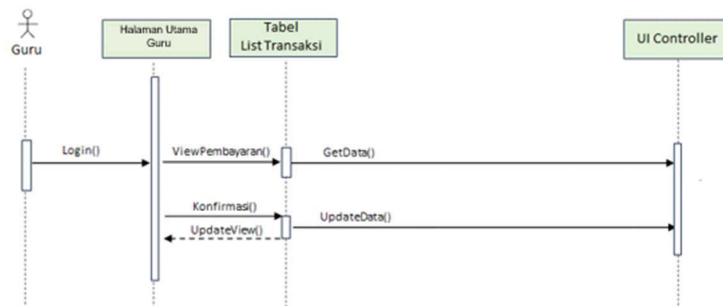 Guru
Halaman Utama
Guru
Tabel
List Transaksi
UI Controller
Login()
ViewPembayaran()
GetData()
Konfirmasi()
UpdateView()
UpdateData()